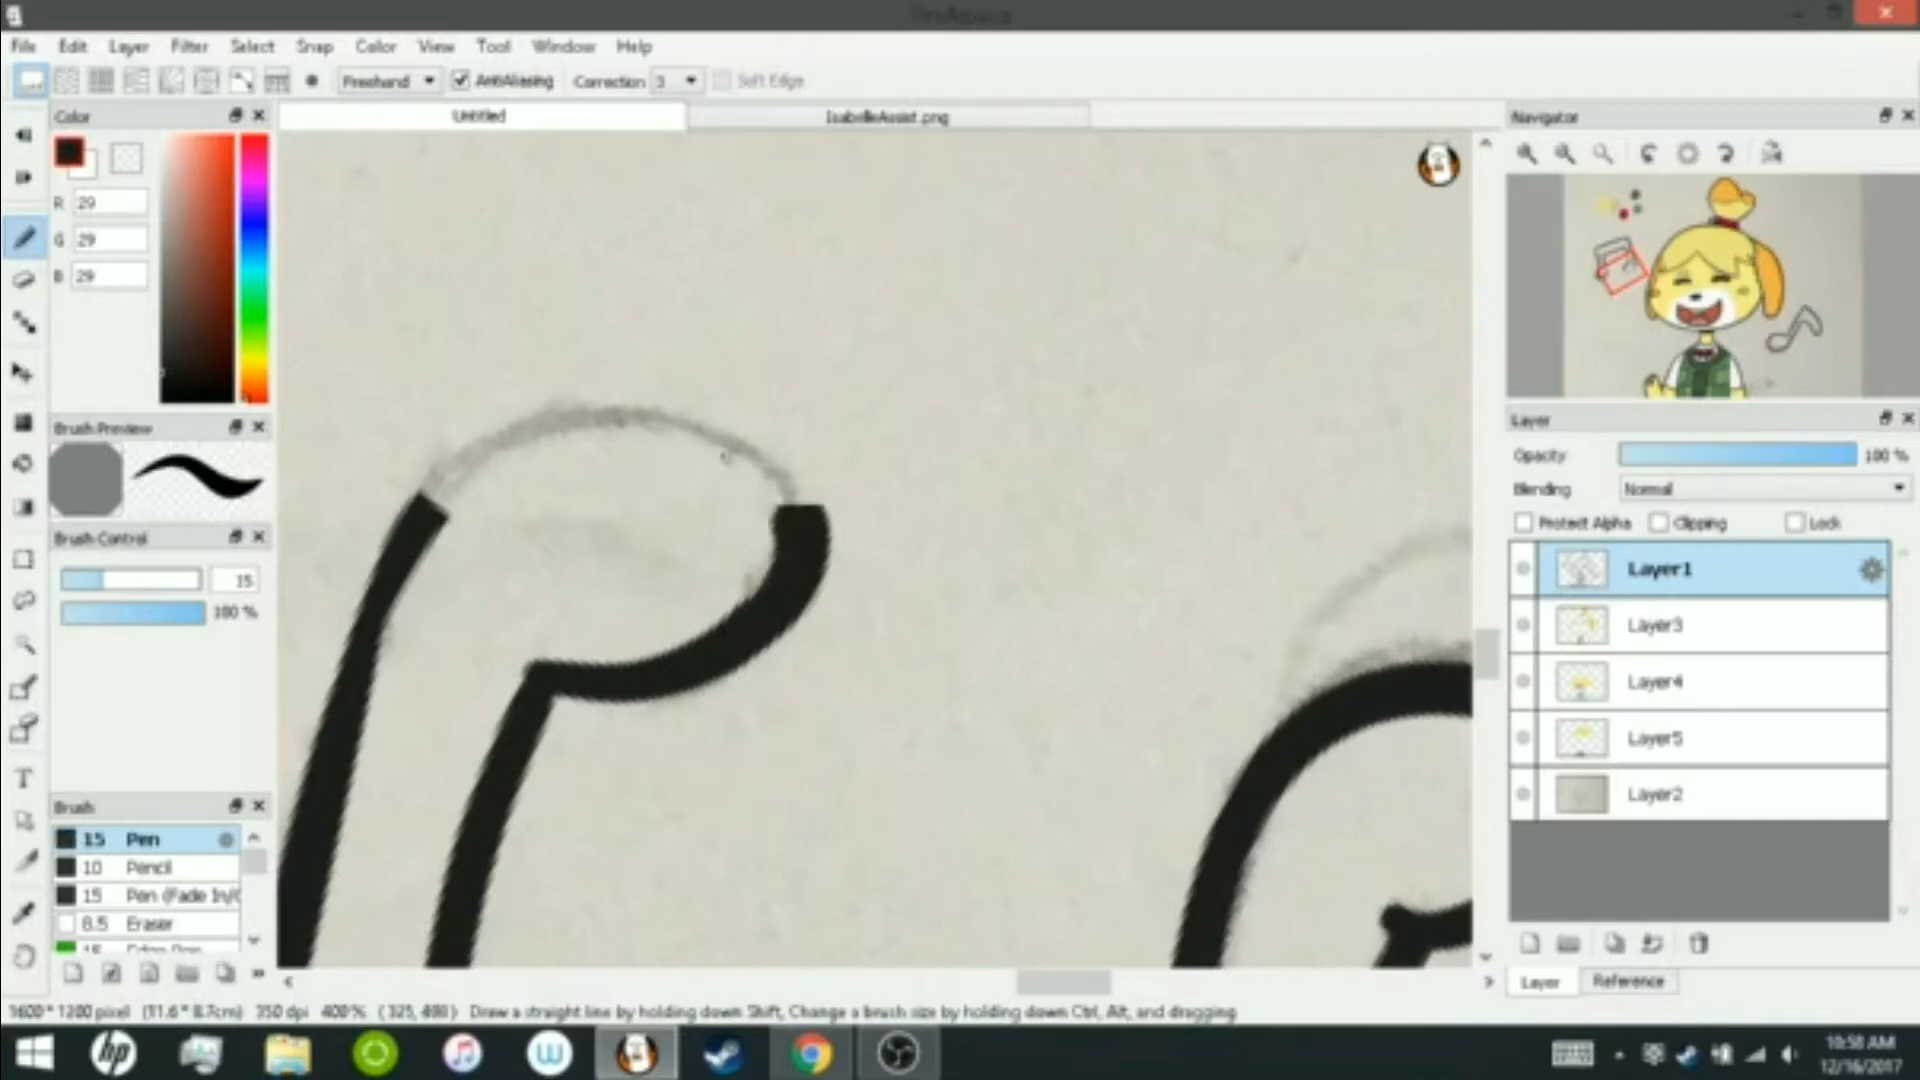 File Edit Layer Filter Select Snap Color View Tool Window Help
Freehand AntiAliasing Correction 3 Soft Edge
Color
Untitled
IsabelleAssist.png
Navigator
R 29
G 29
B 29
Brush Preview
Layer
Opacity 100 %
Blending Normal
Protect Alpha Clipping Lock
Brush Control
15
100 %
Layer1
Layer3
Layer4
Layer5
Layer2
T
Brush
15 Pen
10 Pencil
15 Pen (Fade In/
8.5 Eraser
Layer Reference
1600 * 1200 pixel (11.6 * 8.7cm) 350 dpi 400% Draw a straight line by holding down Shift, Change a brush size by holding down Ctrl, Alt, and dragging
hp
10:58 AM
12/16/2017